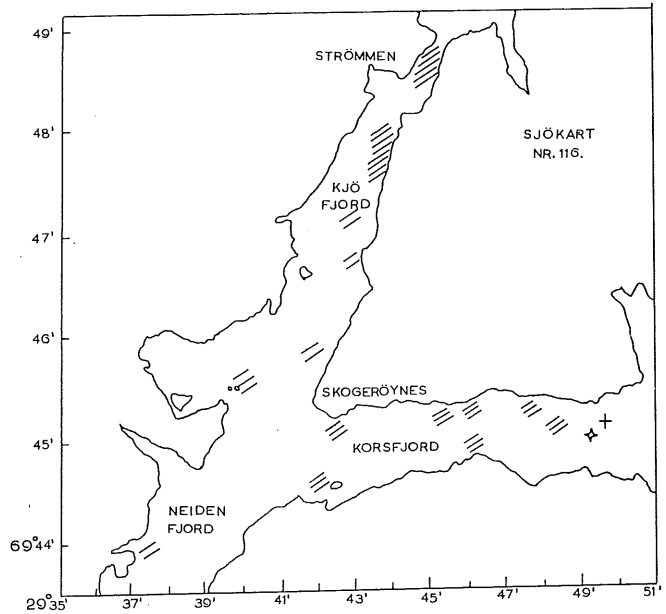 49'
STRÖMMEN
48'
SJÖKART
NR. 116.
KJÖ
FJORD
47'
46'
SKOGERÖYNES
45'
KORSFJORD
NEIDEN
FJORD
69°44'
29°35' 37' 39' 41' 43' 45' 47' 49' 51'